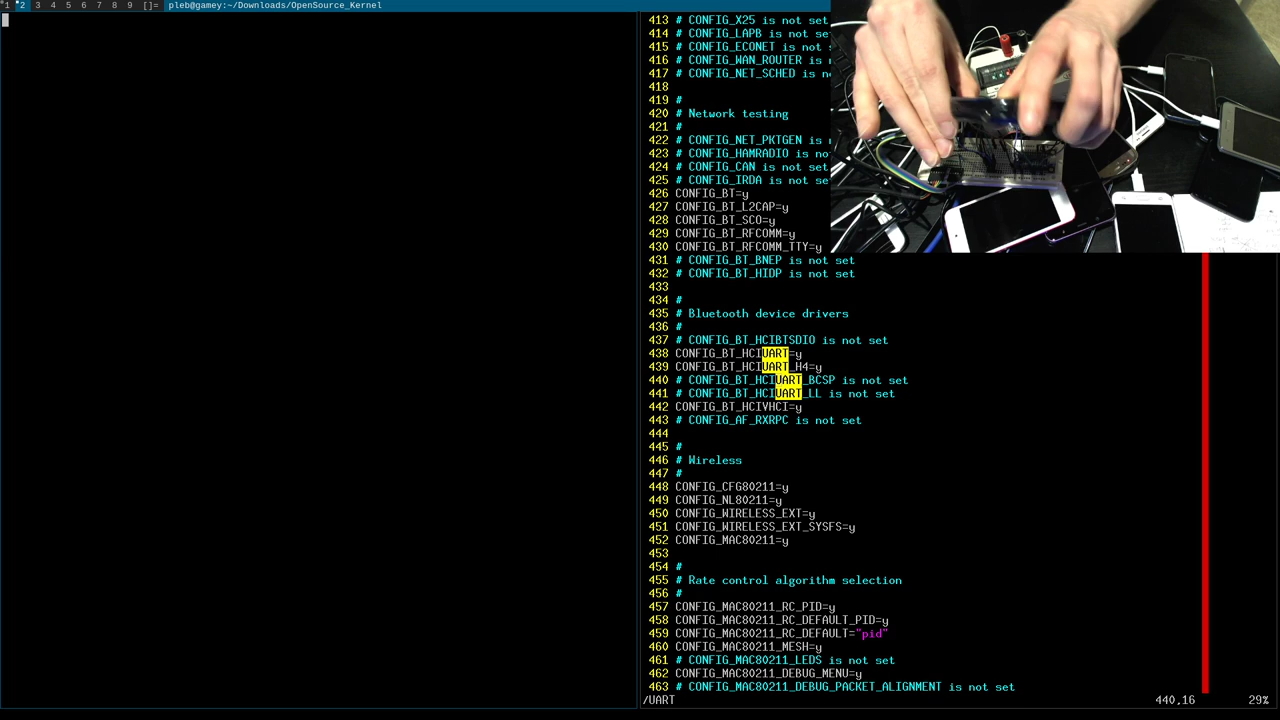 1 2 3 4 5 6 7 8 9 []= pleb@gamey:~/Downloads/OpenSource_Kernel
413 # CONFIG_X25 is not set
414 # CONFIG_LAPB is not set
415 # CONFIG_ECONET is not
416 # CONFIG_WAN_ROUTER is
417 # CONFIG_NET_SCHED is
418
419 #
420 # Network testing
421 #
422 # CONFIG_NET_PKTGEN is
423 # CONFIG_HAMRADIO is
424 # CONFIG_CAN is not set
425 # CONFIG_IRDA is not set
426 CONFIG_BT=y
427 CONFIG_BT_L2CAP=y
428 CONFIG_BT_SCO=y
429 CONFIG_BT_RFCOMM=y
430 CONFIG_BT_RFCOMM_TTY=y
431 # CONFIG_BT_BNEP is not set
432 # CONFIG_BT_HIDP is not set
433
434 #
435 # Bluetooth device drivers
436 #
437 # CONFIG_BT_HCIBTSDIO is not set
438 CONFIG_BT_HCIUART=y
439 CONFIG_BT_HCIUART_H4=y
440 # CONFIG_BT_HCIUART_BCSP is not set
441 # CONFIG_BT_HCIUART_LL is not set
442 CONFIG_BT_HCIVHCI=y
443 # CONFIG_AF_RXRPC is not set
444
445 #
446 # Wireless
447 #
448 CONFIG_CFG80211=y
449 CONFIG_NL80211=y
450 CONFIG_WIRELESS_EXT=y
451 CONFIG_WIRELESS_EXT_SYSFS=y
452 CONFIG_MAC80211=y
453
454 #
455 # Rate control algorithm selection
456 #
457 CONFIG_MAC80211_RC_PID=y
458 CONFIG_MAC80211_RC_DEFAULT_PID=y
459 CONFIG_MAC80211_RC_DEFAULT="pid"
460 CONFIG_MAC80211_MESH=y
461 # CONFIG_MAC80211_LEDS is not set
462 CONFIG_MAC80211_DEBUG_MENU=y
463 # CONFIG_MAC80211_DEBUG_PACKET_ALIGNMENT is not set
/UART 440,16 29%